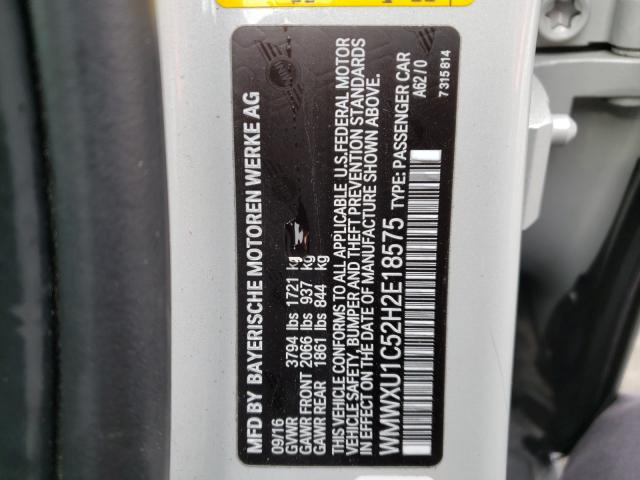 MFD BY BAYERISCHE MOTOREN WERKE AG
09/16
GVWR 3794 lbs 1721 kg
GAWR FRONT 2066 lbs 937 kg
GAWR REAR 1861 lbs 844 kg
THIS VEHICLE CONFORMS TO ALL APPLICABLE U.S. FEDERAL MOTOR
VEHICLE SAFETY, BUMPER AND THEFT PREVENTION STANDARDS
IN EFFECT ON THE DATE OF MANUFACTURE SHOWN ABOVE.
WMWXU1C52H2E18575 TYPE: PASSENGER CAR
A62/0
7315814